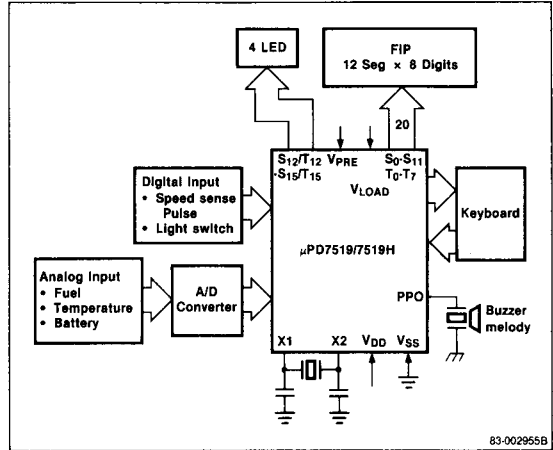 4 LED
FIP
12 Seg × 8 Digits
20
S12/T12
-S15/T15
VPRE
VLOAD
S0-S11
T0-T7
Digital Input
• Speed sense
Pulse
• Light switch
Keyboard
μPD7519/7519H
Analog Input
• Fuel
• Temperature
• Battery
A/D
Converter
PPO
Buzzer
melody
X1
X2
VDD
VSS
83-002955B